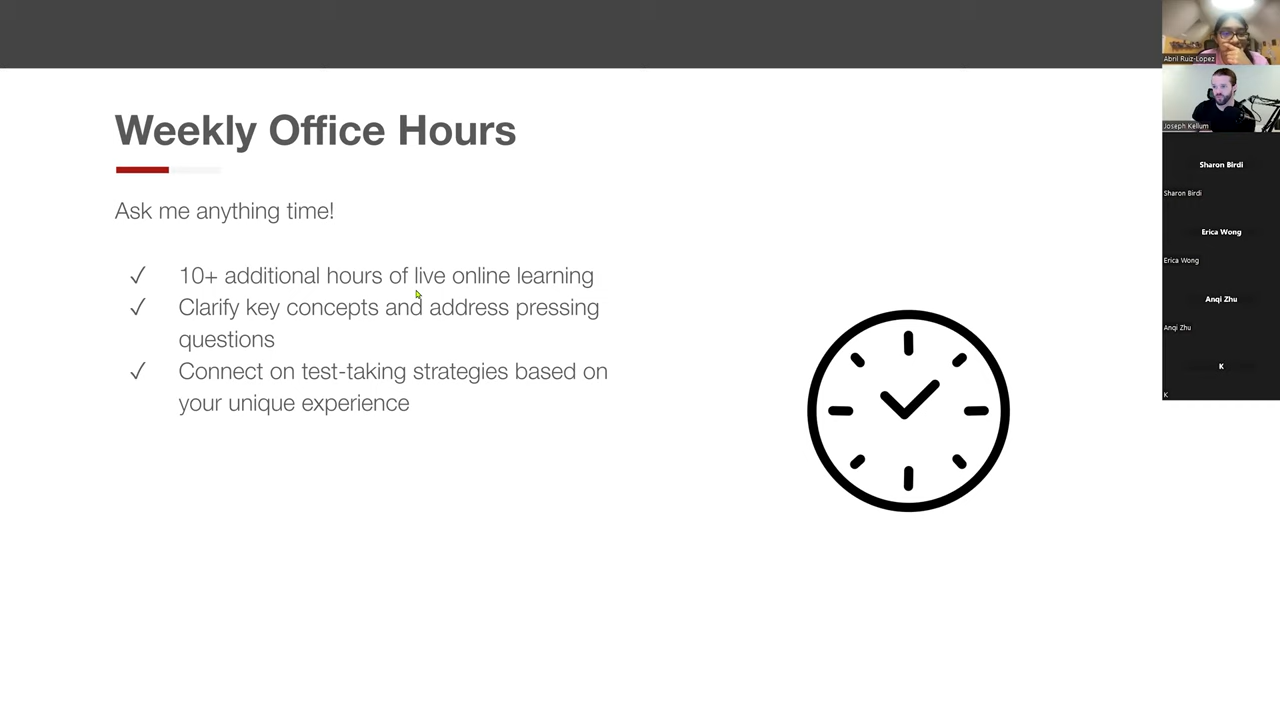 Weekly Office Hours
Ask me anything time!
✓ 10+ additional hours of live online learning
✓ Clarify key concepts and address pressing
questions
✓ Connect on test-taking strategies based on
your unique experience
Abril Ruiz-Lopez
Joseph Kellum
Sharon Birdi
Sharon Birdi
Erica Wong
Erica Wong
Anqi Zhu
Anqi Zhu
K
K